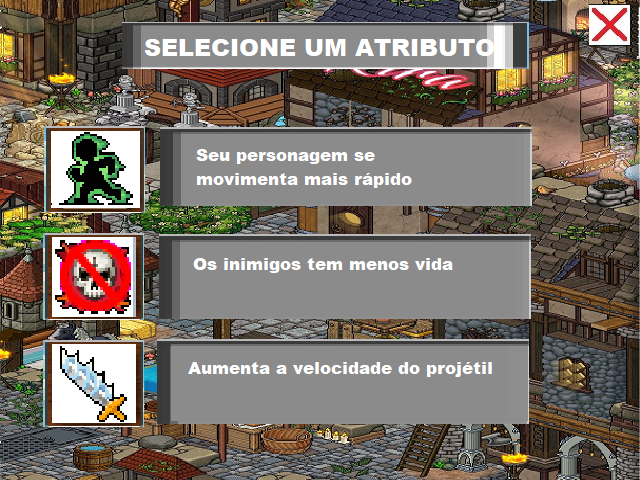 SELECIONE UM ATRIBUTO
Seu personagem se
movimenta mais rápido
Os inimigos tem menos vida
Aumenta a velocidade do projétil